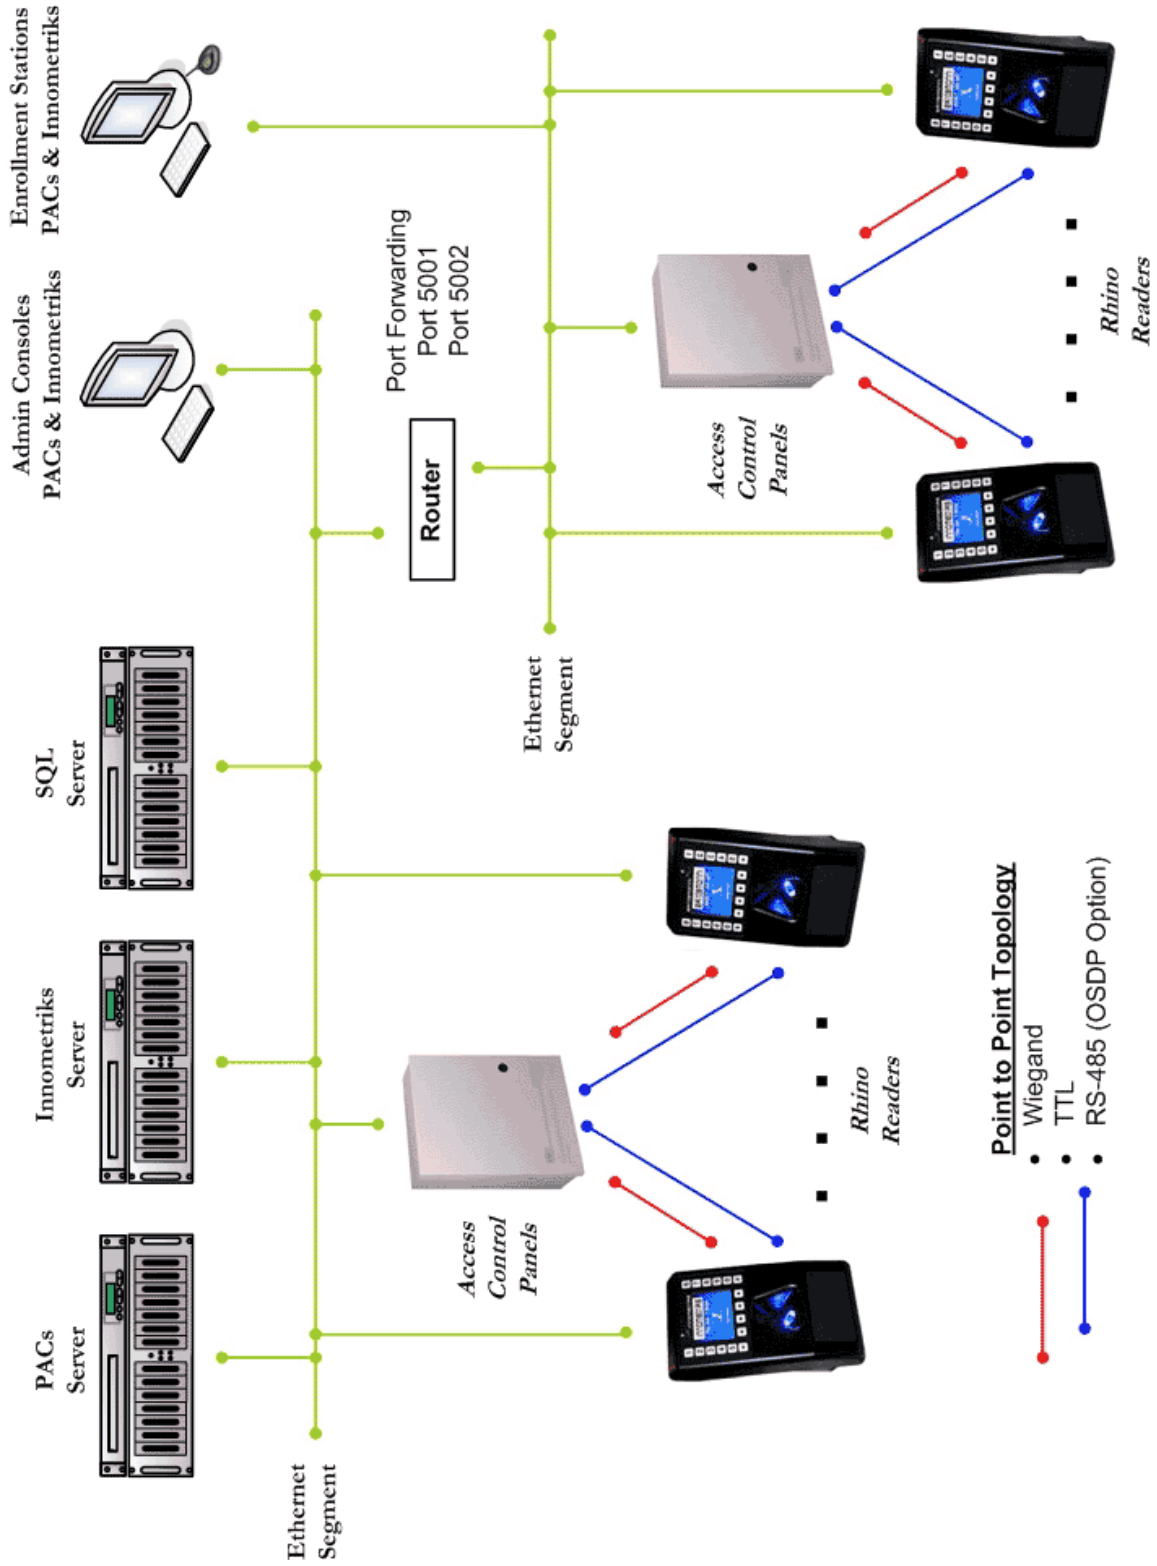 PACs
Server
Innometriks
Server
SQL
Server
Admin Consoles
PACs & Innometriks
Enrollment Stations
PACs & Innometriks
Ethernet
Segment
Router
Port Forwarding
Port 5001
Port 5002
Access
Control
Panels
Ethernet
Segment
Rhino
Readers
Access
Control
Panels
Rhino
Readers
Point to Point Topology
• Wiegand
• TTL
• RS-485 (OSDP Option)